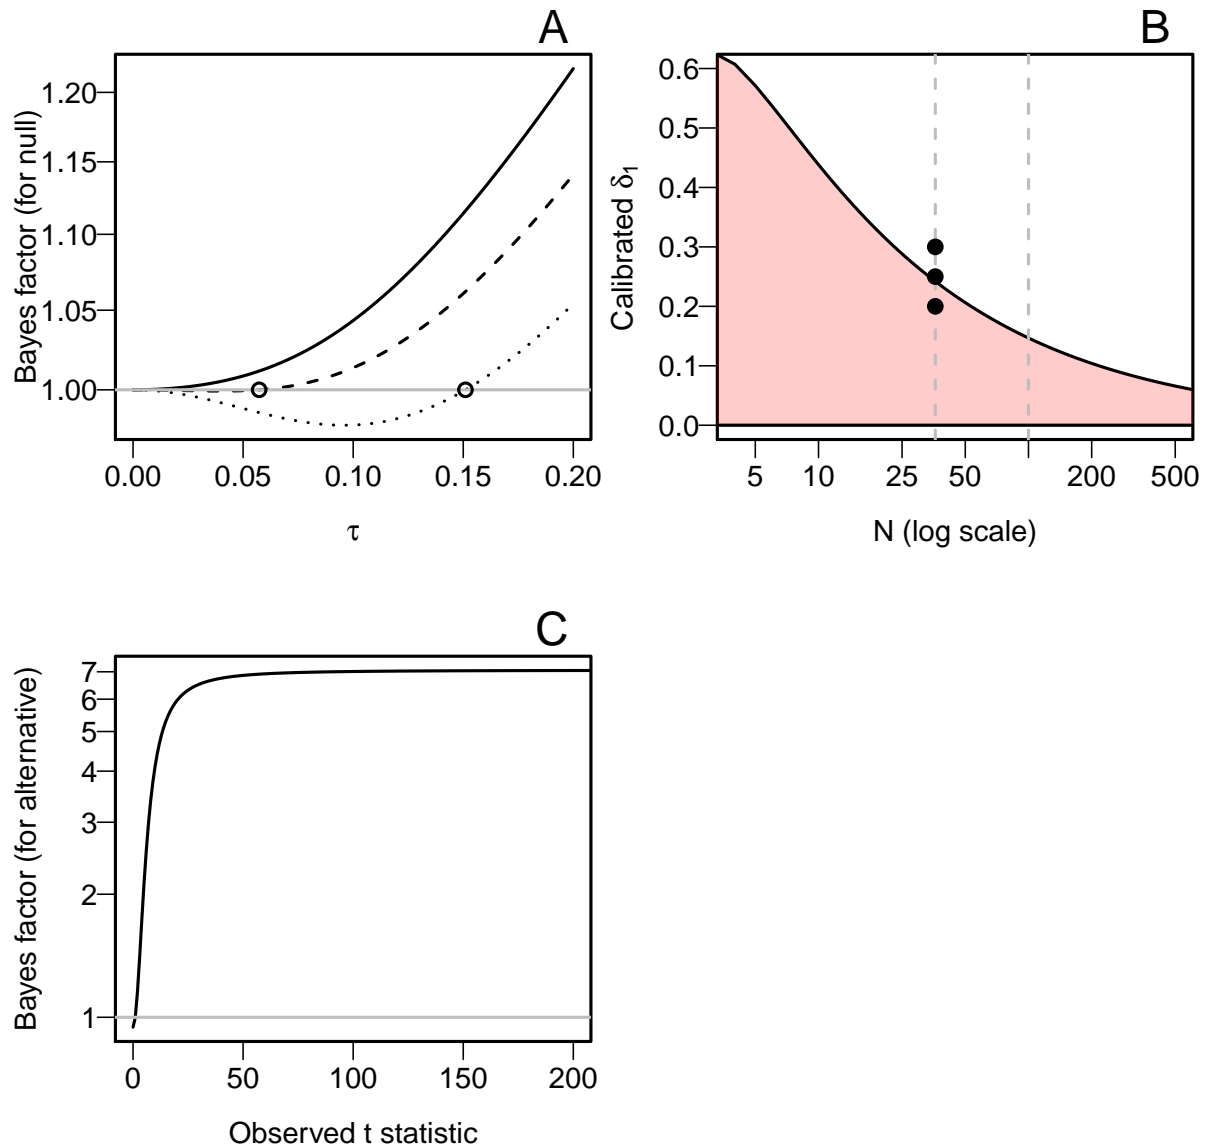 A
Bayes factor (for null)
1.20
1.15
1.10
1.05
1.00
0.00 0.05 0.10 0.15 0.20
τ
B
Calibrated δ1
0.6
0.5
0.4
0.3
0.2
0.1
0.0
5 10 25 50 200 500
N (log scale)
C
Bayes factor (for alternative)
7
6
5
4
3
2
1
0 50 100 150 200
Observed t statistic